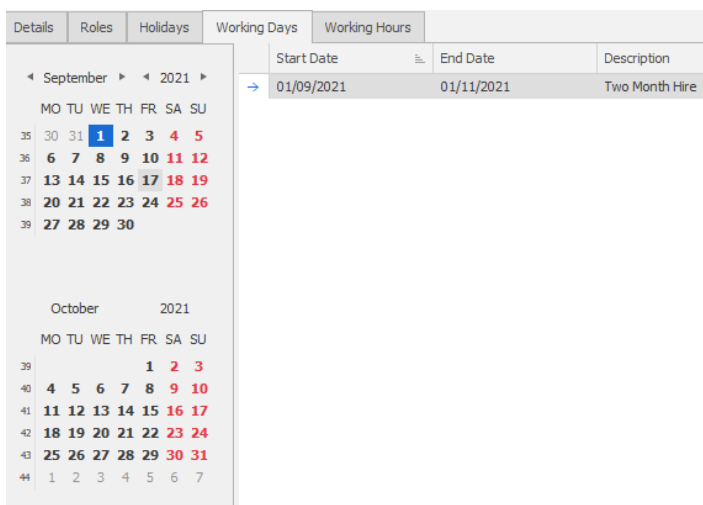 Details Roles Holidays Working Days Working Hours
September 2021
MO TU WE TH FR SA SU
35 30 31 1 2 3 4 5
36 6 7 8 9 10 11 12
37 13 14 15 16 17 18 19
38 20 21 22 23 24 25 26
39 27 28 29 30
October 2021
MO TU WE TH FR SA SU
39 1 2 3
40 4 5 6 7 8 9 10
41 11 12 13 14 15 16 17
42 18 19 20 21 22 23 24
43 25 26 27 28 29 30 31
44 1 2 3 4 5 6 7
Start Date End Date Description
01/09/2021 01/11/2021 Two Month Hire